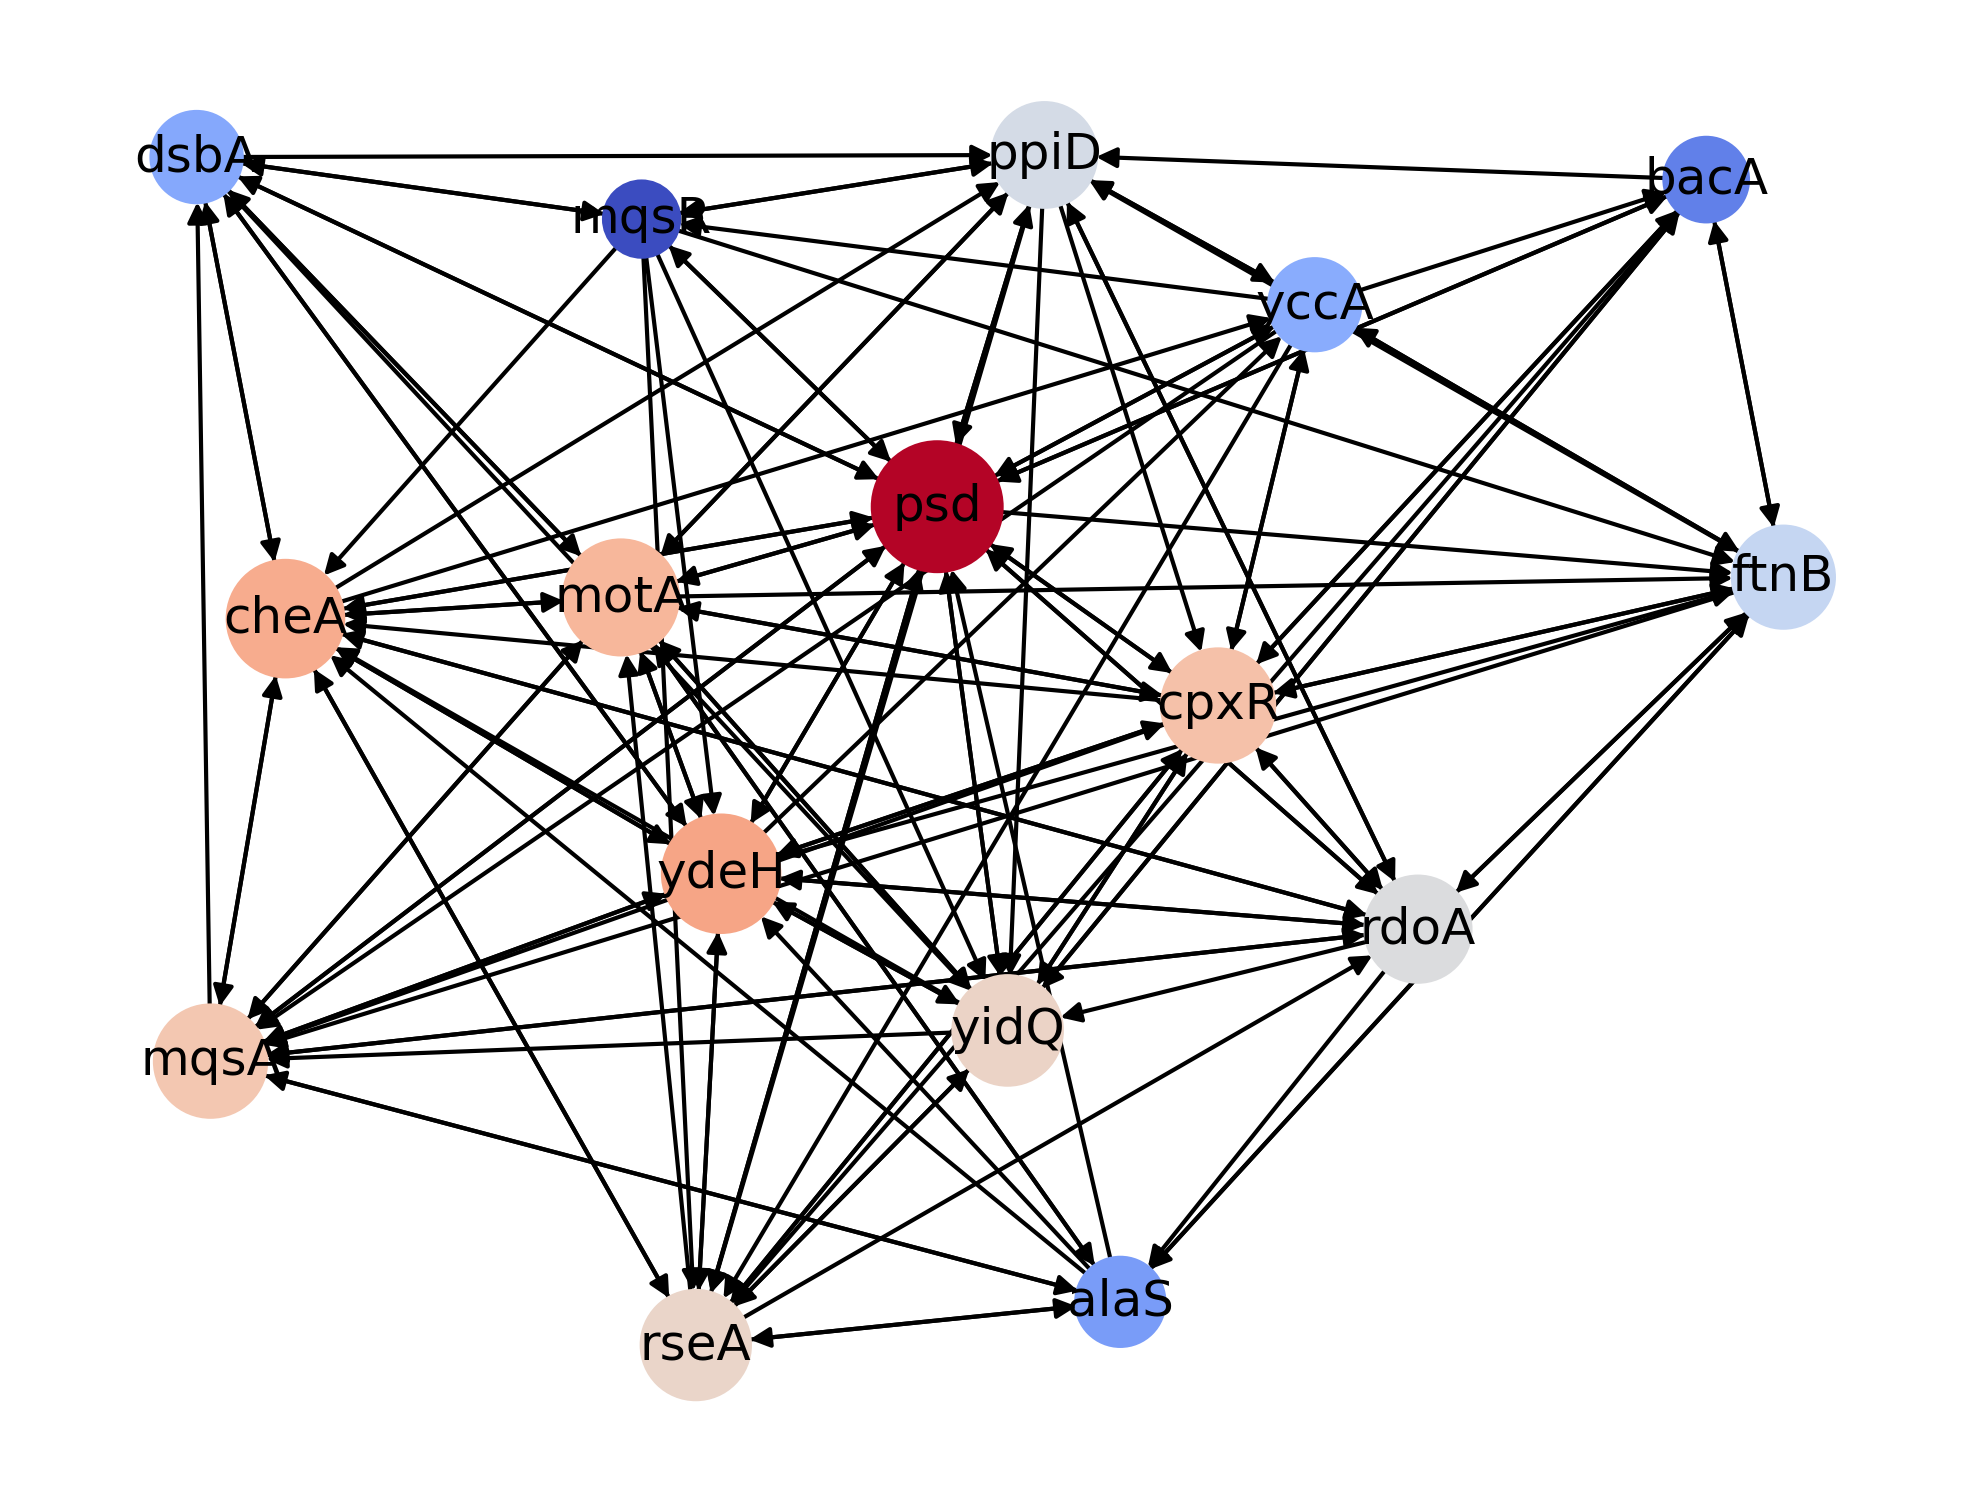 dsbA
ppiD
bacA
mqsR
yccA
psd
ftnB
motA
cheA
cpxR
ydeH
rdoA
yidQ
mqsA
alaS
rseA